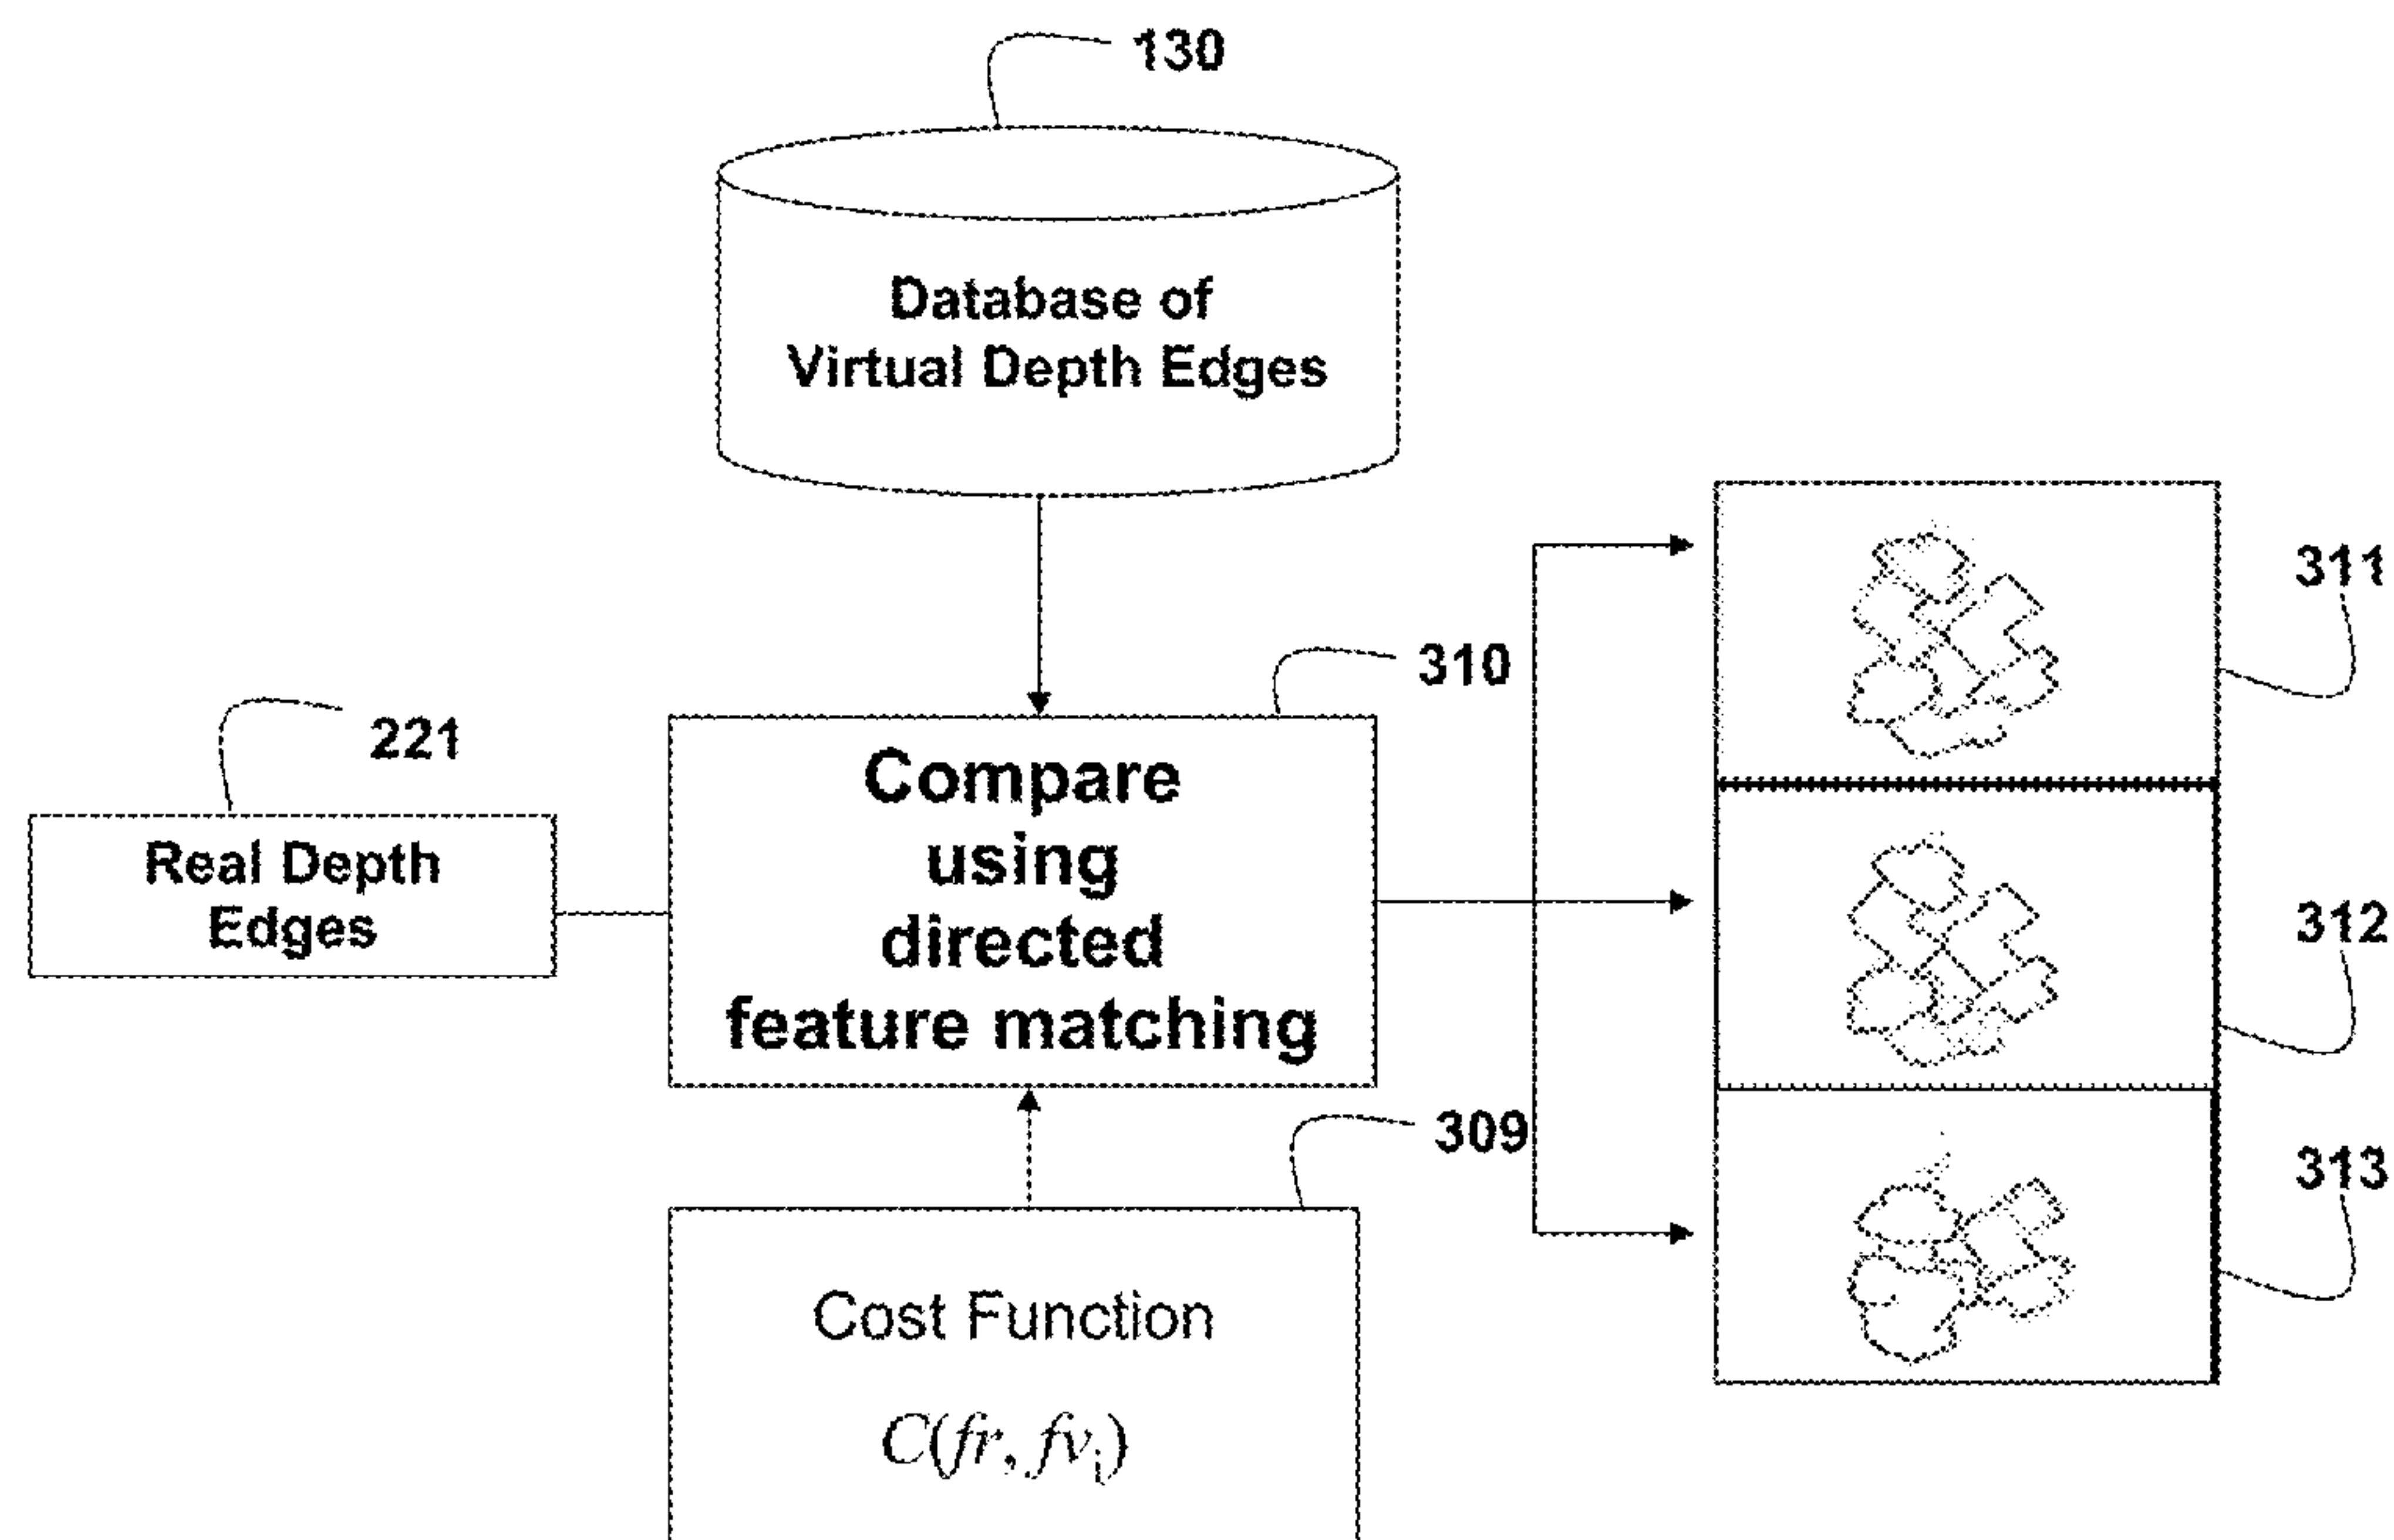 130
Database of
Virtual Depth Edges
311
310
221
Compare
using
directed
feature matching
Real Depth
Edges
312
309
313
Cost Function
C(fr, fv_i)